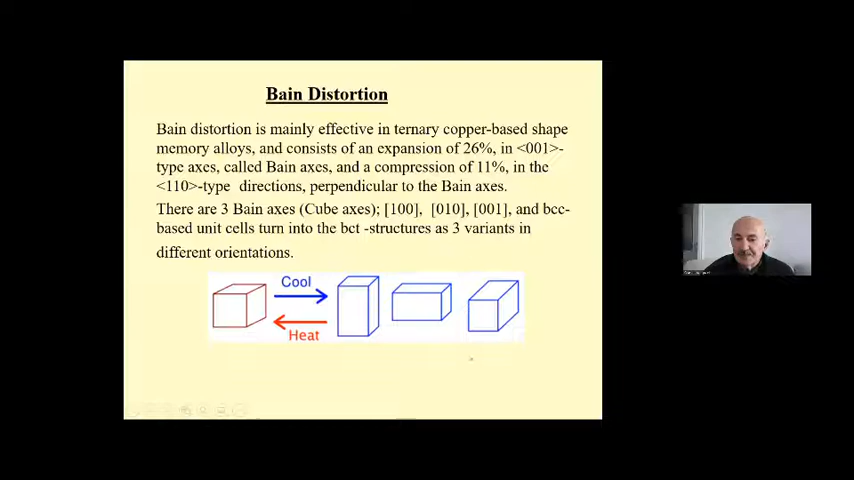 Bain Distortion
Bain distortion is mainly effective in ternary copper-based shape
memory alloys, and consists of an expansion of 26%, in <001>-
type axes, called Bain axes, and a compression of 11%, in the
<110>-type directions, perpendicular to the Bain axes.
There are 3 Bain axes (Cube axes); [100], [010], [001], and bcc-
based unit cells turn into the bct -structures as 3 variants in
different orientations.
Cool
Heat